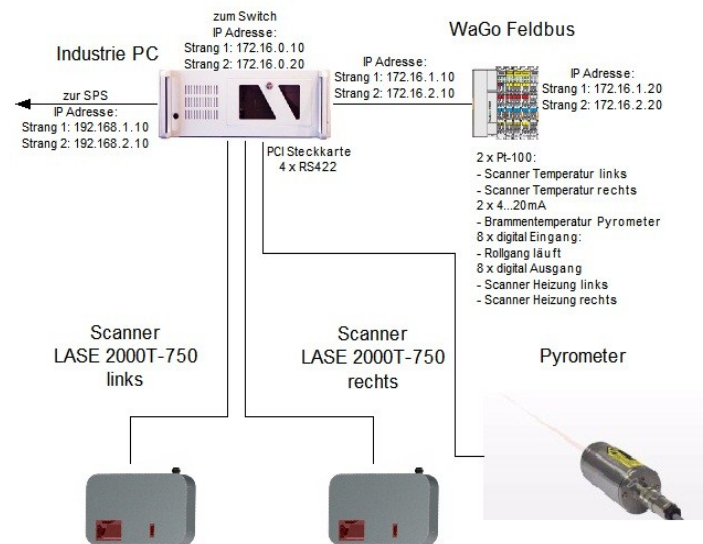 zum Switch
IP Adresse:
Strang 1: 172.16.0.10
Strang 2: 172.16.0.20
Industrie PC
WaGo Feldbus
zur SPS
IP Adresse:
Strang 1: 192.168.1.10
Strang 2: 192.168.2.10
IP Adresse:
Strang 1: 172.16.1.10
Strang 2: 172.16.2.10
IP Adresse:
Strang 1: 172.16.1.20
Strang 2: 172.16.2.20
PCI Steckkarte
4 x RS422
2 x Pt-100:
- Scanner Temperatur links
- Scanner Temperatur rechts
2 x 4...20mA
- Brammentemperatur Pyrometer
8 x digital Eingang:
- Rollgang läuft
8 x digital Ausgang
- Scanner Heizung links
- Scanner Heizung rechts
Scanner
LASE 2000T-750
links
Scanner
LASE 2000T-750
rechts
Pyrometer